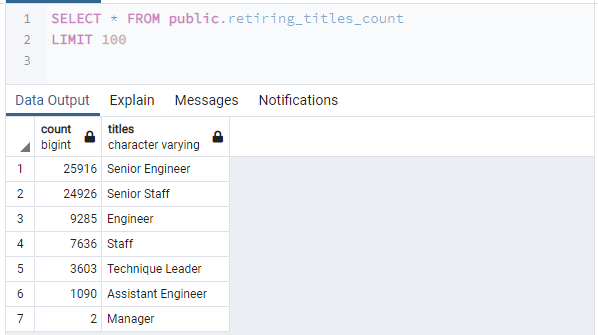 1 SELECT * FROM public.retiring_titles_count
2 LIMIT 100
3
Data Output Explain Messages Notifications
count titles
bigint character varying
1 25916 Senior Engineer
2 24926 Senior Staff
3 9285 Engineer
4 7636 Staff
5 3603 Technique Leader
6 1090 Assistant Engineer
7 2 Manager